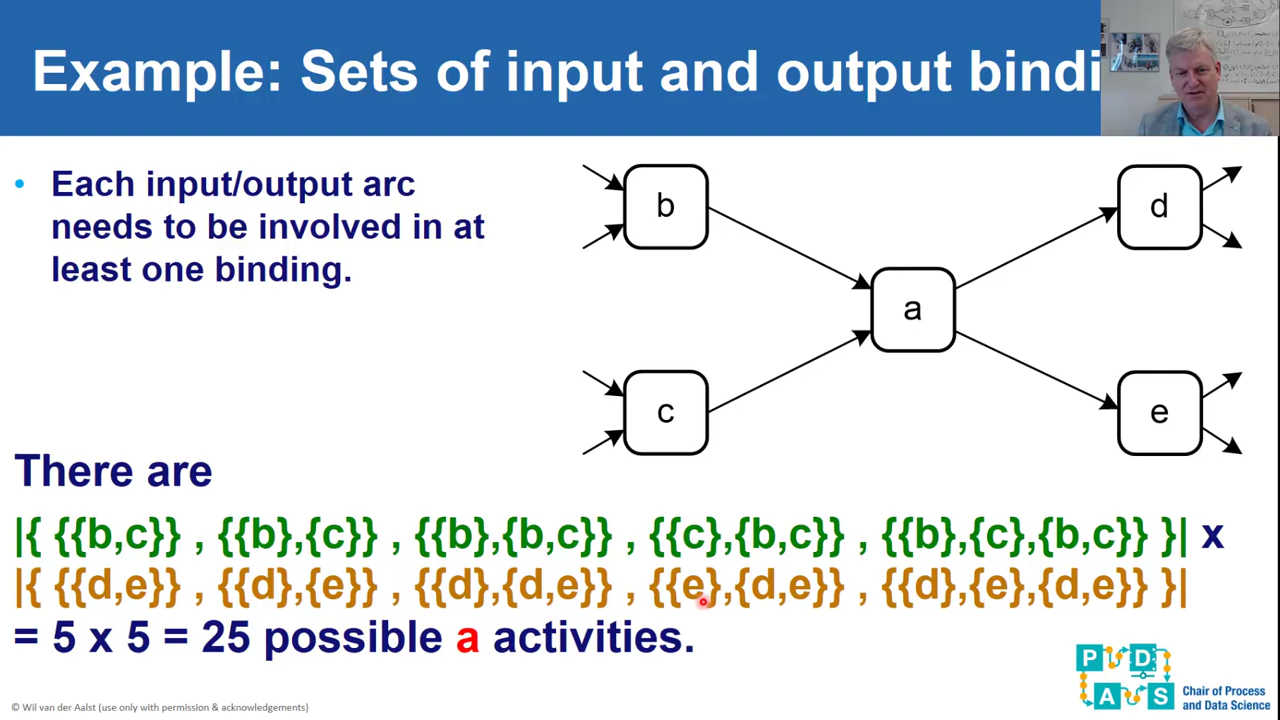 Example: Sets of input and output bindi
• Each input/output arc
needs to be involved in at
least one binding.
b
d
a
c
e
There are
|{ {{b,c}} , {{b},{c}} , {{b},{b,c}} , {{c},{b,c}} , {{b},{c},{b,c}} }| x
|{ {{d,e}} , {{d},{e}} , {{d},{d,e}} , {{e},{d,e}} , {{d},{e},{d,e}} }|
= 5 x 5 = 25 possible a activities.
P D
A S
Chair of Process
and Data Science
© Wil van der Aalst (use only with permission & acknowledgements)